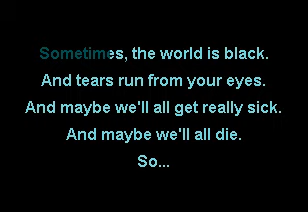 Sometimes, the world is black.
And tears run from your eyes.
And maybe we'll all get really sick.
And maybe we'll all die.
So...